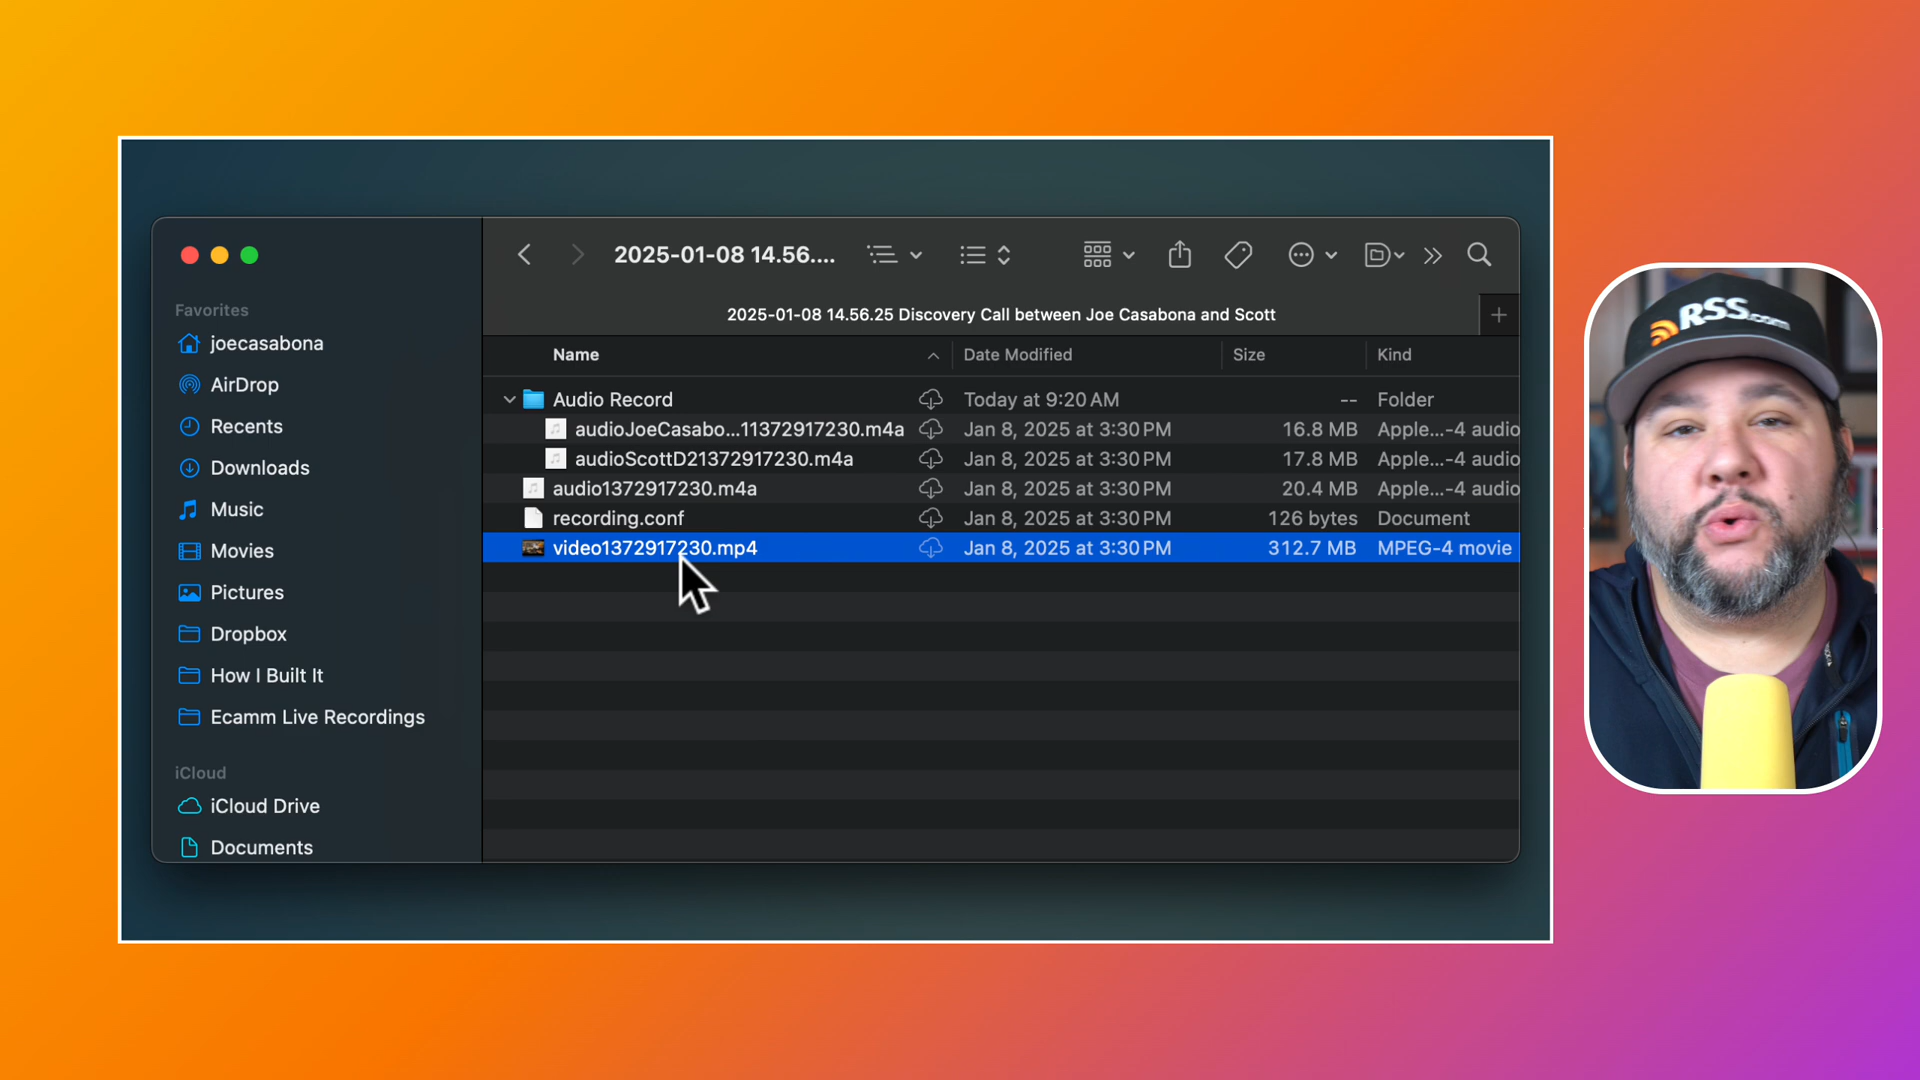 2025-01-08 14.56....
2025-01-08 14.56.25 Discovery Call between Joe Casabona and Scott
Favorites
joecasabona
AirDrop
Recents
Downloads
Music
Movies
Pictures
Dropbox
How I Built It
Ecamm Live Recordings
iCloud
iCloud Drive
Documents
Name Date Modified Size Kind
Audio Record Today at 9:20 AM -- Folder
audioJoeCasabo...11372917230.m4a Jan 8, 2025 at 3:30 PM 16.8 MB Apple...-4 audio
audioScottD21372917230.m4a Jan 8, 2025 at 3:30 PM 17.8 MB Apple...-4 audio
audio1372917230.m4a Jan 8, 2025 at 3:30 PM 20.4 MB Apple...-4 audio
recording.conf Jan 8, 2025 at 3:30 PM 126 bytes Document
video1372917230.mp4 Jan 8, 2025 at 3:30 PM 312.7 MB MPEG-4 movie
RSS.com